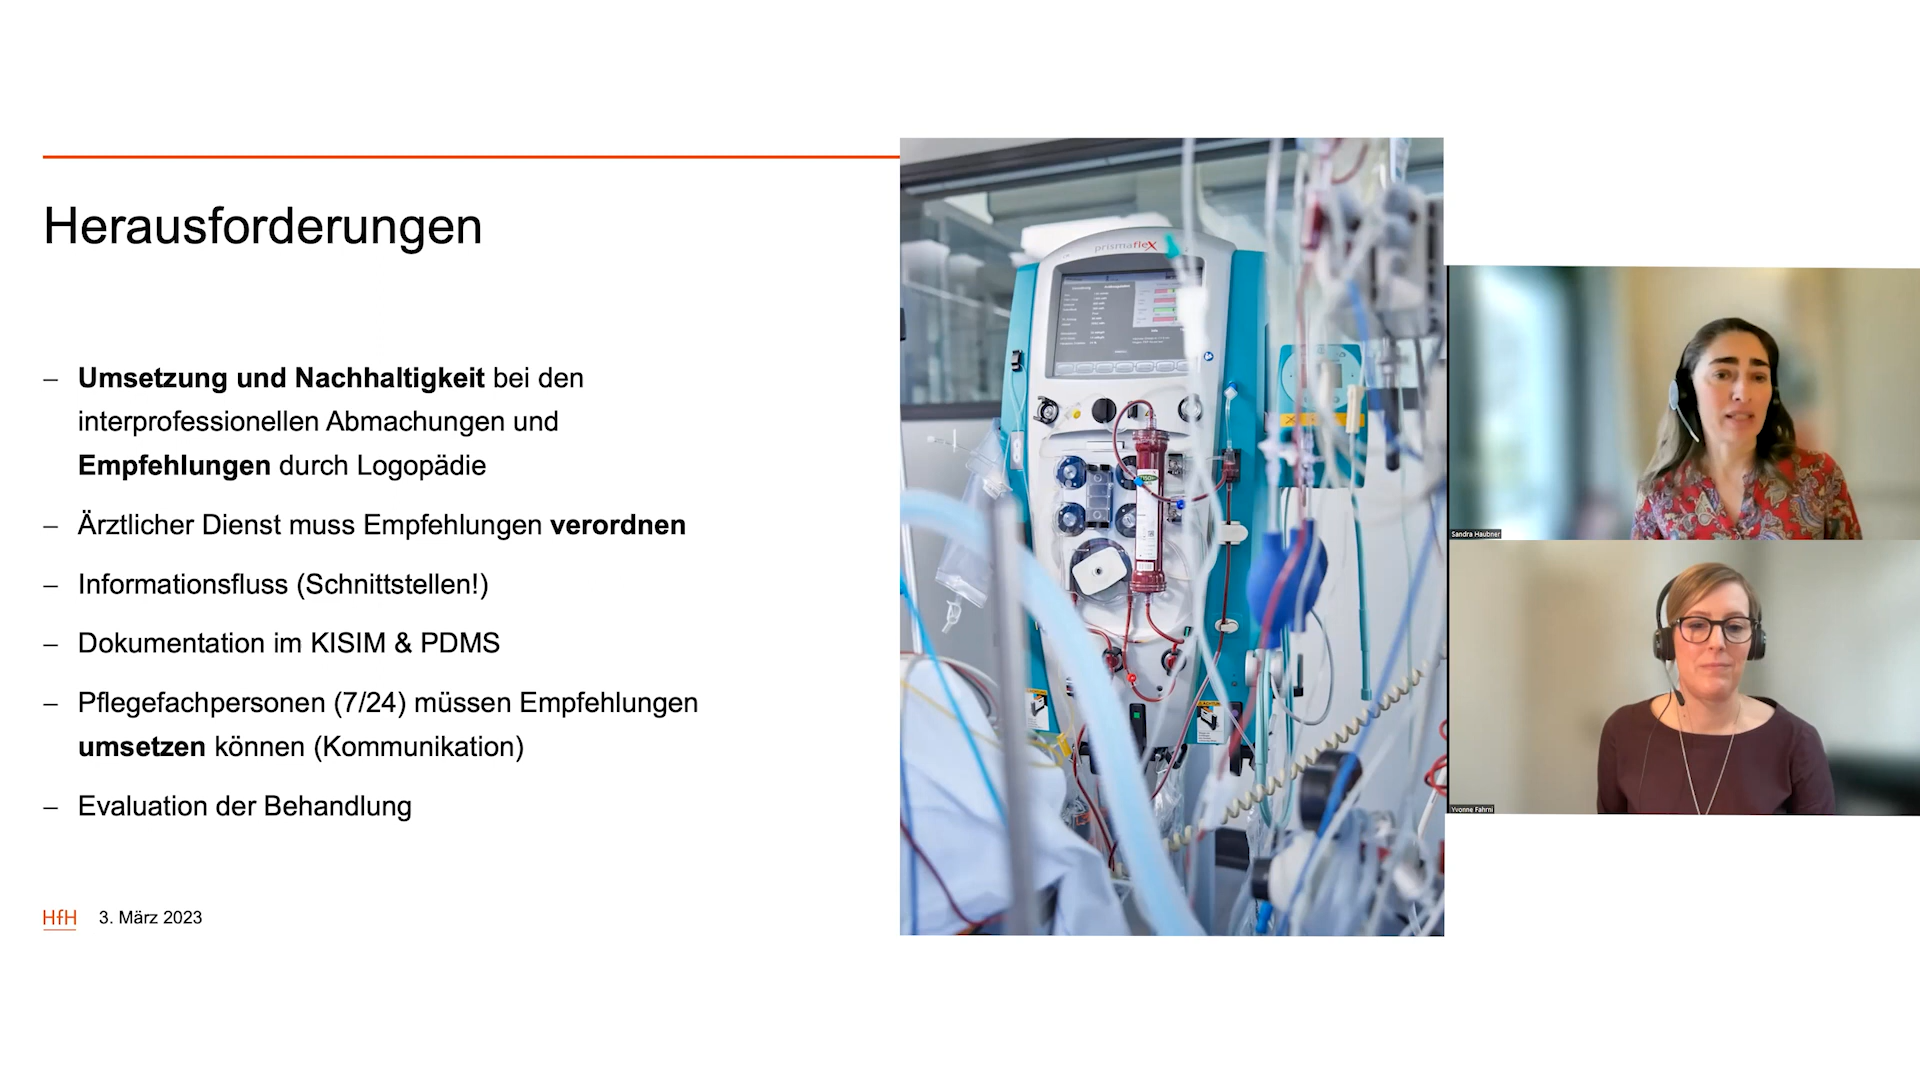 Herausforderungen
– Umsetzung und Nachhaltigkeit bei den
interprofessionellen Abmachungen und
Empfehlungen durch Logopädie
– Ärztlicher Dienst muss Empfehlungen verordnen
– Informationsfluss (Schnittstellen!)
– Dokumentation im KISIM & PDMS
– Pflegefachpersonen (7/24) müssen Empfehlungen
umsetzen können (Kommunikation)
– Evaluation der Behandlung
HfH 3. März 2023
prismafleX
Sandra Haubner
Yvonne Fahrni